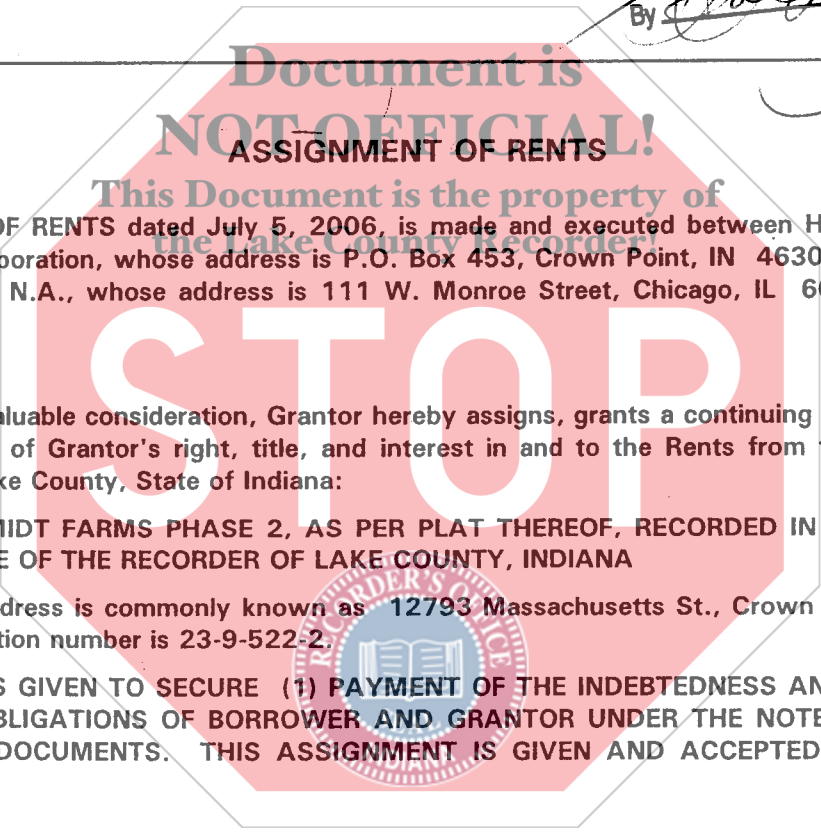 By
Document is
NOT OFFICIAL!
ASSIGNMENT OF RENTS
This Document is the property of
the Lake County Recorder!
OF RENTS dated July 5, 2006, is made and executed between H
poration, whose address is P.O. Box 453, Crown Point, IN 4630
N.A., whose address is 111 W. Monroe Street, Chicago, IL 60
STOP
aluable consideration, Grantor hereby assigns, grants a continuing
of Grantor's right, title, and interest in and to the Rents from
ke County, State of Indiana:
MIDT FARMS PHASE 2, AS PER PLAT THEREOF, RECORDED IN
E OF THE RECORDER OF LAKE COUNTY, INDIANA
dress is commonly known as 12793 Massachusetts St., Crown
tion number is 23-9-522-2.
S GIVEN TO SECURE (1) PAYMENT OF THE INDEBTEDNESS AN
BLIGATIONS OF BORROWER AND GRANTOR UNDER THE NOTE
DOCUMENTS. THIS ASSIGNMENT IS GIVEN AND ACCEPTED
RECORDER'S OFFICE
INDIANA